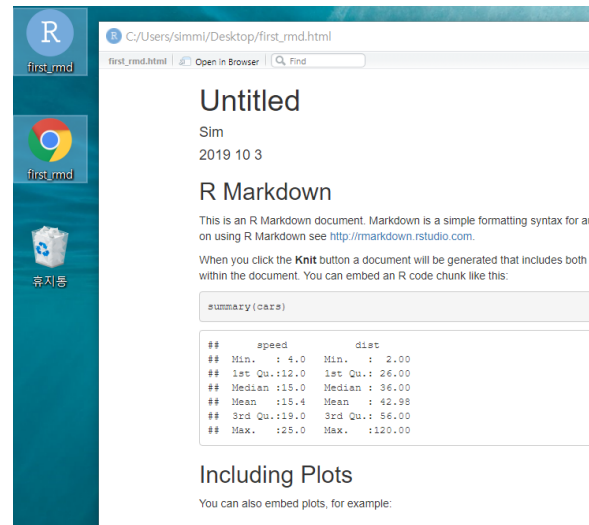 R
first_rmd
first_rmd
휴지통
R C:/Users/simmi/Desktop/first_rmd.html
first_rmd.html Open in Browser Find
Untitled
Sim
2019 10 3
R Markdown
This is an R Markdown document. Markdown is a simple formatting syntax for
on using R Markdown see http://rmarkdown.rstudio.com.
When you click the Knit button a document will be generated that includes both
within the document. You can embed an R code chunk like this:
summary(cars)
##      speed           dist
##  Min.   : 4.0   Min.   :  2.00
##  1st Qu.:12.0   1st Qu.: 26.00
##  Median :15.0   Median : 36.00
##  Mean   :15.4   Mean   : 42.98
##  3rd Qu.:19.0   3rd Qu.: 56.00
##  Max.   :25.0   Max.   :120.00
Including Plots
You can also embed plots, for example: